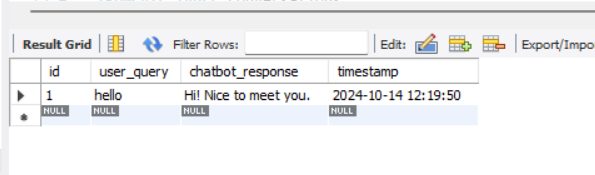 Result Grid Filter Rows: Edit: Export/Impo
id user_query chatbot_response timestamp
1 hello Hi! Nice to meet you. 2024-10-14 12:19:50
NULL NULL NULL NULL